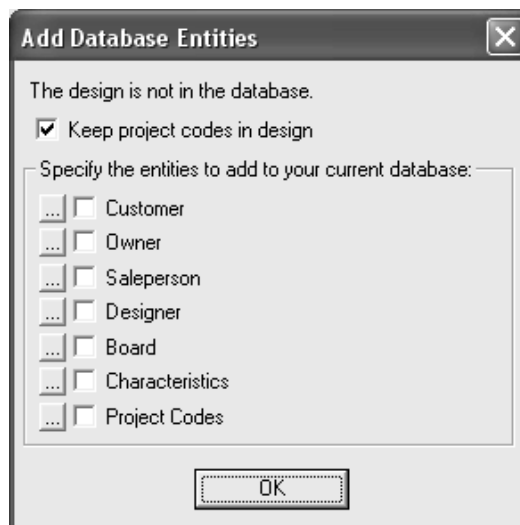 Add Database Entities
The design is not in the database.
Keep project codes in design
Specify the entities to add to your current database:
... Customer
... Owner
... Saleperson
... Designer
... Board
... Characteristics
... Project Codes
OK